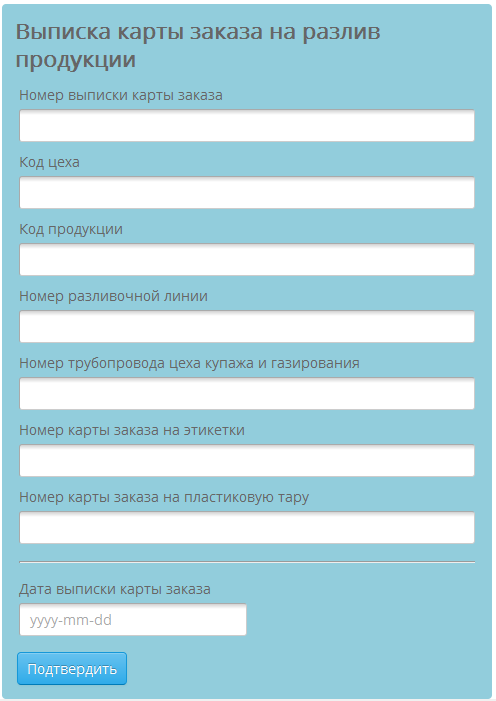 Выписка карты заказа на разлив
продукции
Номер выписки карты заказа
Код цеха
Код продукции
Номер разливочной линии
Номер трубопровода цеха купажа и газирования
Номер карты заказа на этикетки
Номер карты заказа на пластиковую тару
Дата выписки карты заказа
yyyy-mm-dd
Подтвердить